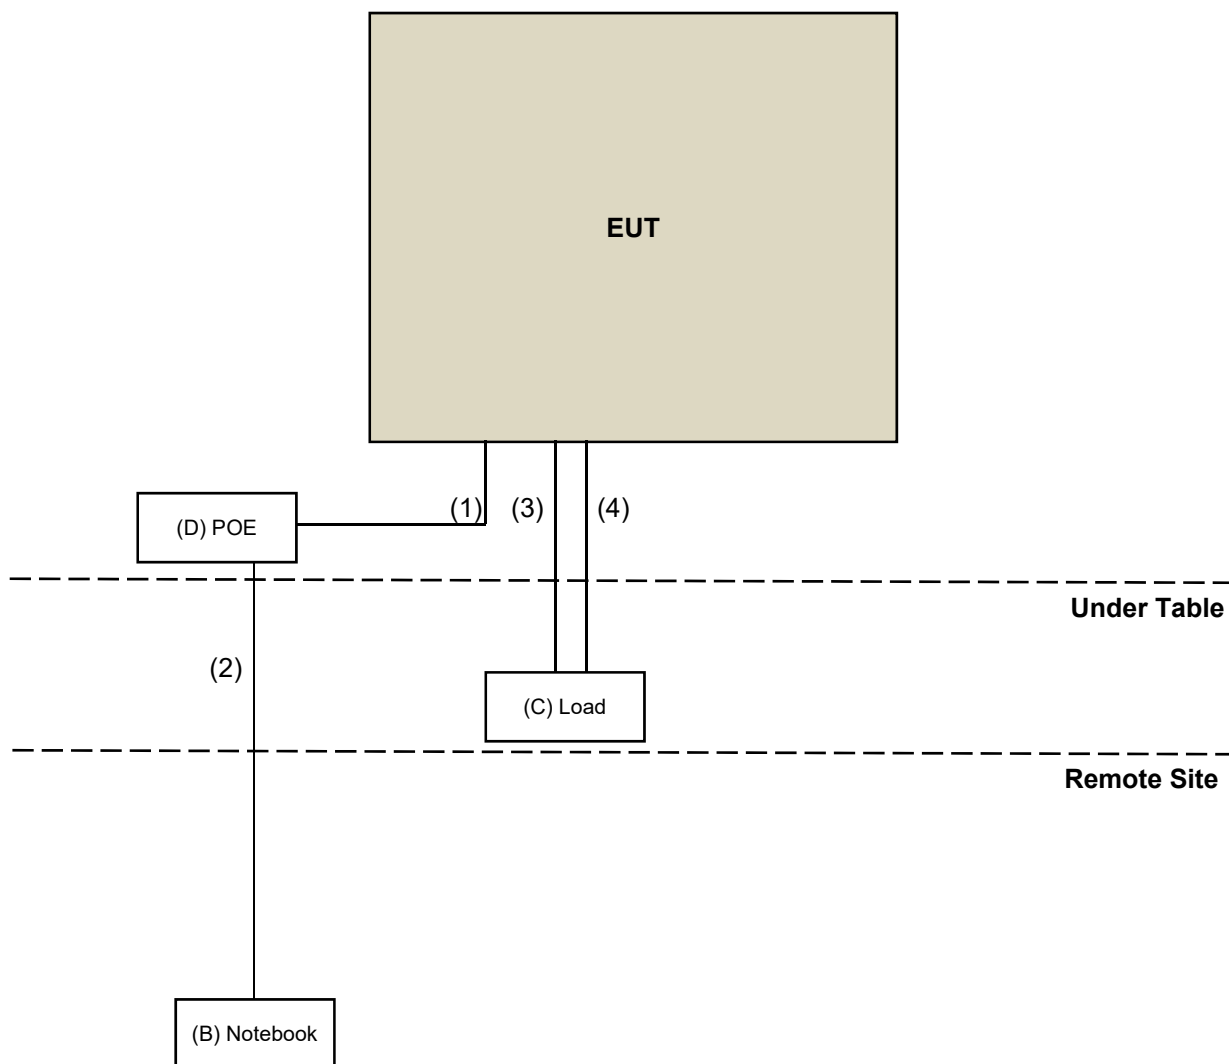 EUT
(1)
(3)
(4)
(D) POE
Under Table
(2)
(C) Load
Remote Site
(B) Notebook